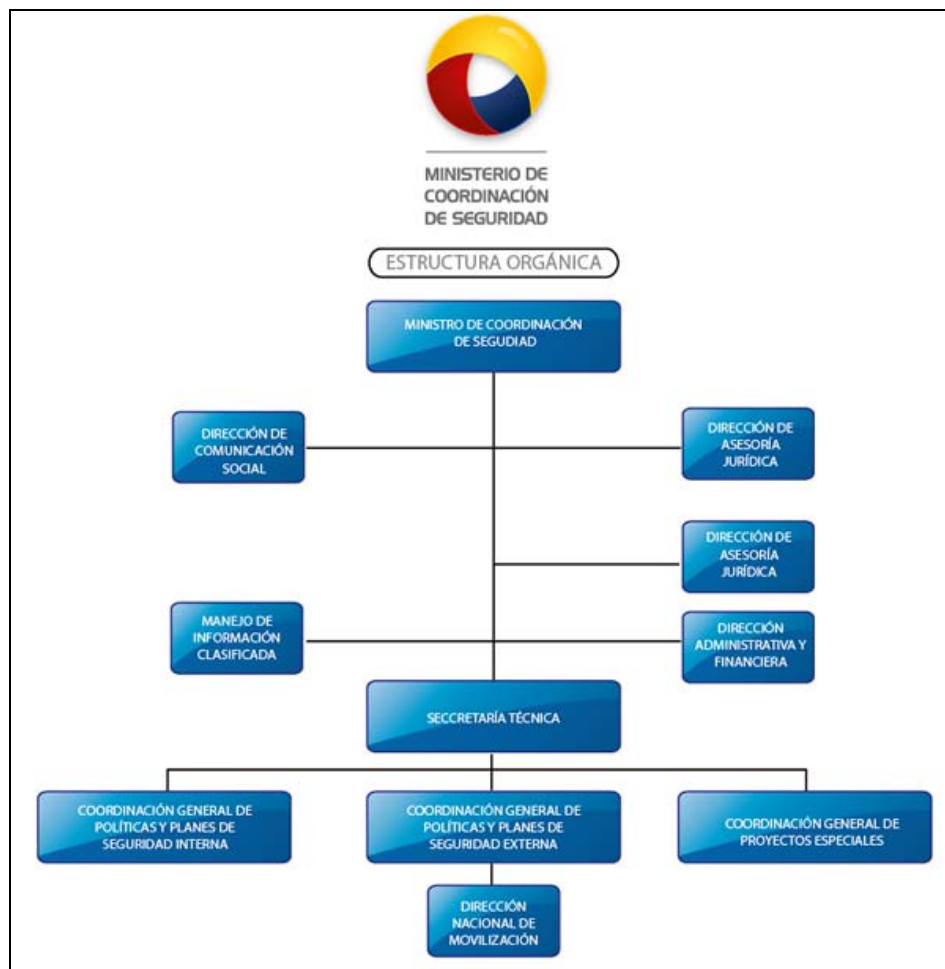 MINISTERIO DE
COORDINACIÓN
DE SEGURIDAD
ESTRUCTURA ORGÁNICA
MINISTRO DE COORDINACIÓN
DE SEGUDIAD
DIRECCIÓN DE
COMUNICACIÓN
SOCIAL
DIRECCIÓN DE
ASESORÍA
JURÍDICA
DIRECCIÓN DE
ASESORÍA
JURÍDICA
MANEJO DE
INFORMACIÓN
CLASIFICADA
DIRECCIÓN
ADMINISTRATIVA Y
FINANCIERA
SECCRETARÍA TÉCNICA
COORDINACIÓN GENERAL DE
POLÍTICAS Y PLANES DE
SEGURIDAD INTERNA
COORDINACIÓN GENERAL DE
POLÍTICAS Y PLANES DE
SEGURIDAD EXTERNA
COORDINACIÓN GENERAL DE
PROYECTOS ESPECIALES
DIRECCIÓN
NACIONAL DE
MOVILIZACIÓN